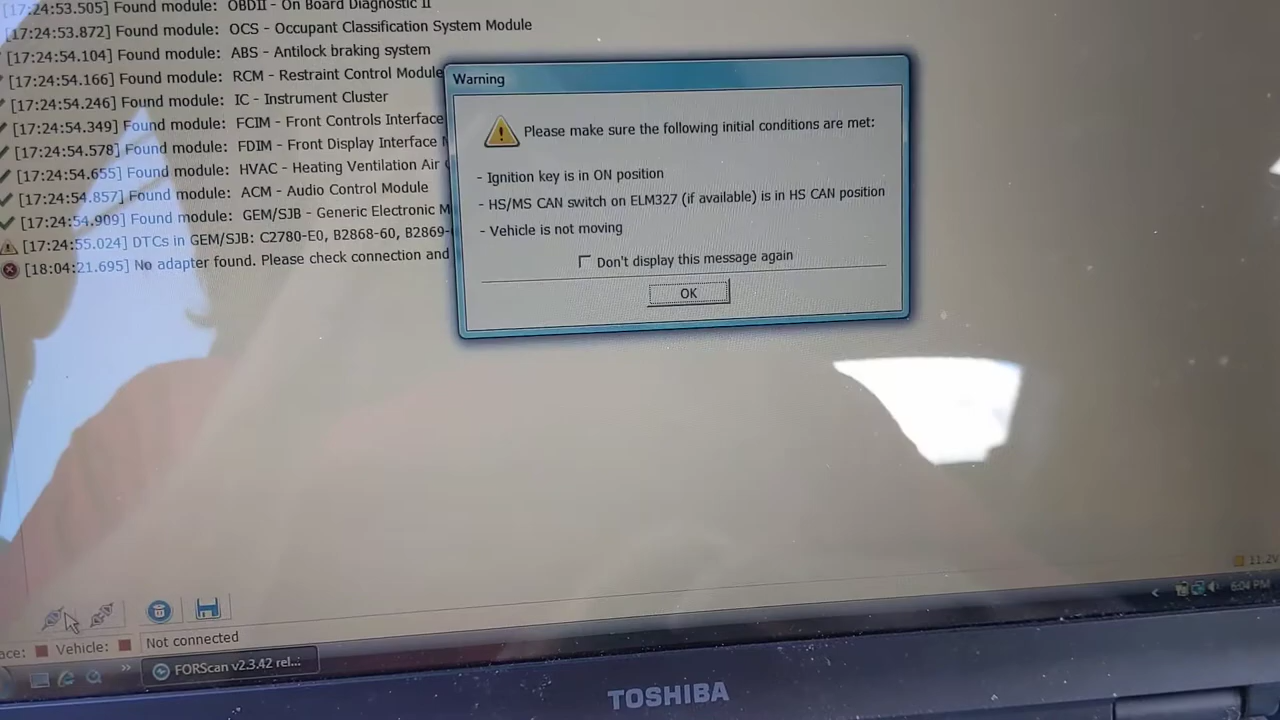 [17:24:53.505] Found module: OBDII - On Board Diagnostic II
[17:24:53.872] Found module: OCS - Occupant Classification System Module
[17:24:54.104] Found module: ABS - Antilock braking system
[17:24:54.166] Found module: RCM - Restraint Control Module
[17:24:54.246] Found module: IC - Instrument Cluster
[17:24:54.349] Found module: FCIM - Front Controls Interface
[17:24:54.578] Found module: FDIM - Front Display Interface
[17:24:54.655] Found module: HVAC - Heating Ventilation Air
[17:24:54.857] Found module: ACM - Audio Control Module
[17:24:54.909] Found module: GEM/SJB - Generic Electronic M
[17:24:55.024] DTCs in GEM/SJB: C2780-E0, B2868-60, B2869-
[18:04:21.695] No adapter found. Please check connection and
Warning
Please make sure the following initial conditions are met:
- Ignition key is in ON position
- HS/MS CAN switch on ELM327 (if available) is in HS CAN position
- Vehicle is not moving
Don't display this message again
OK
11:2V
6:04 PM
ace: Vehicle: Not connected
» FORScan v2.3.42 rel...
TOSHIBA